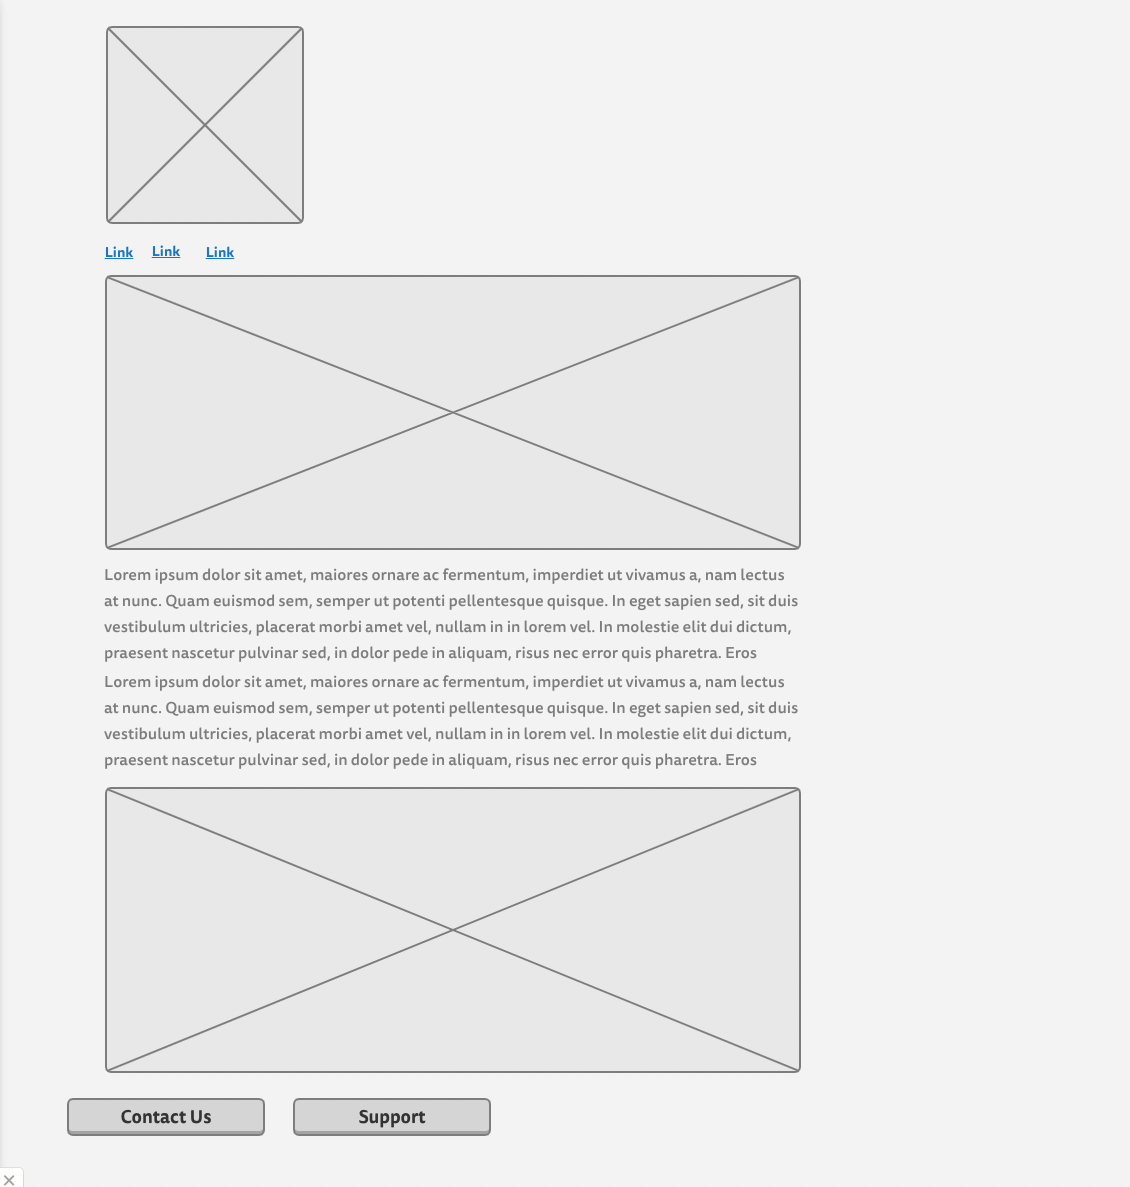 Link Link Link
Lorem ipsum dolor sit amet, maiores ornare ac fermentum, imperdiet ut vivamus a, nam lectus
at nunc. Quam euismod sem, semper ut potenti pellentesque quisque. In eget sapien sed, sit duis
vestibulum ultricies, placerat morbi amet vel, nullam in in lorem vel. In molestie elit dui dictum,
praesent nascetur pulvinar sed, in dolor pede in aliquam, risus nec error quis pharetra. Eros
Lorem ipsum dolor sit amet, maiores ornare ac fermentum, imperdiet ut vivamus a, nam lectus
at nunc. Quam euismod sem, semper ut potenti pellentesque quisque. In eget sapien sed, sit duis
vestibulum ultricies, placerat morbi amet vel, nullam in in lorem vel. In molestie elit dui dictum,
praesent nascetur pulvinar sed, in dolor pede in aliquam, risus nec error quis pharetra. Eros
Contact Us Support